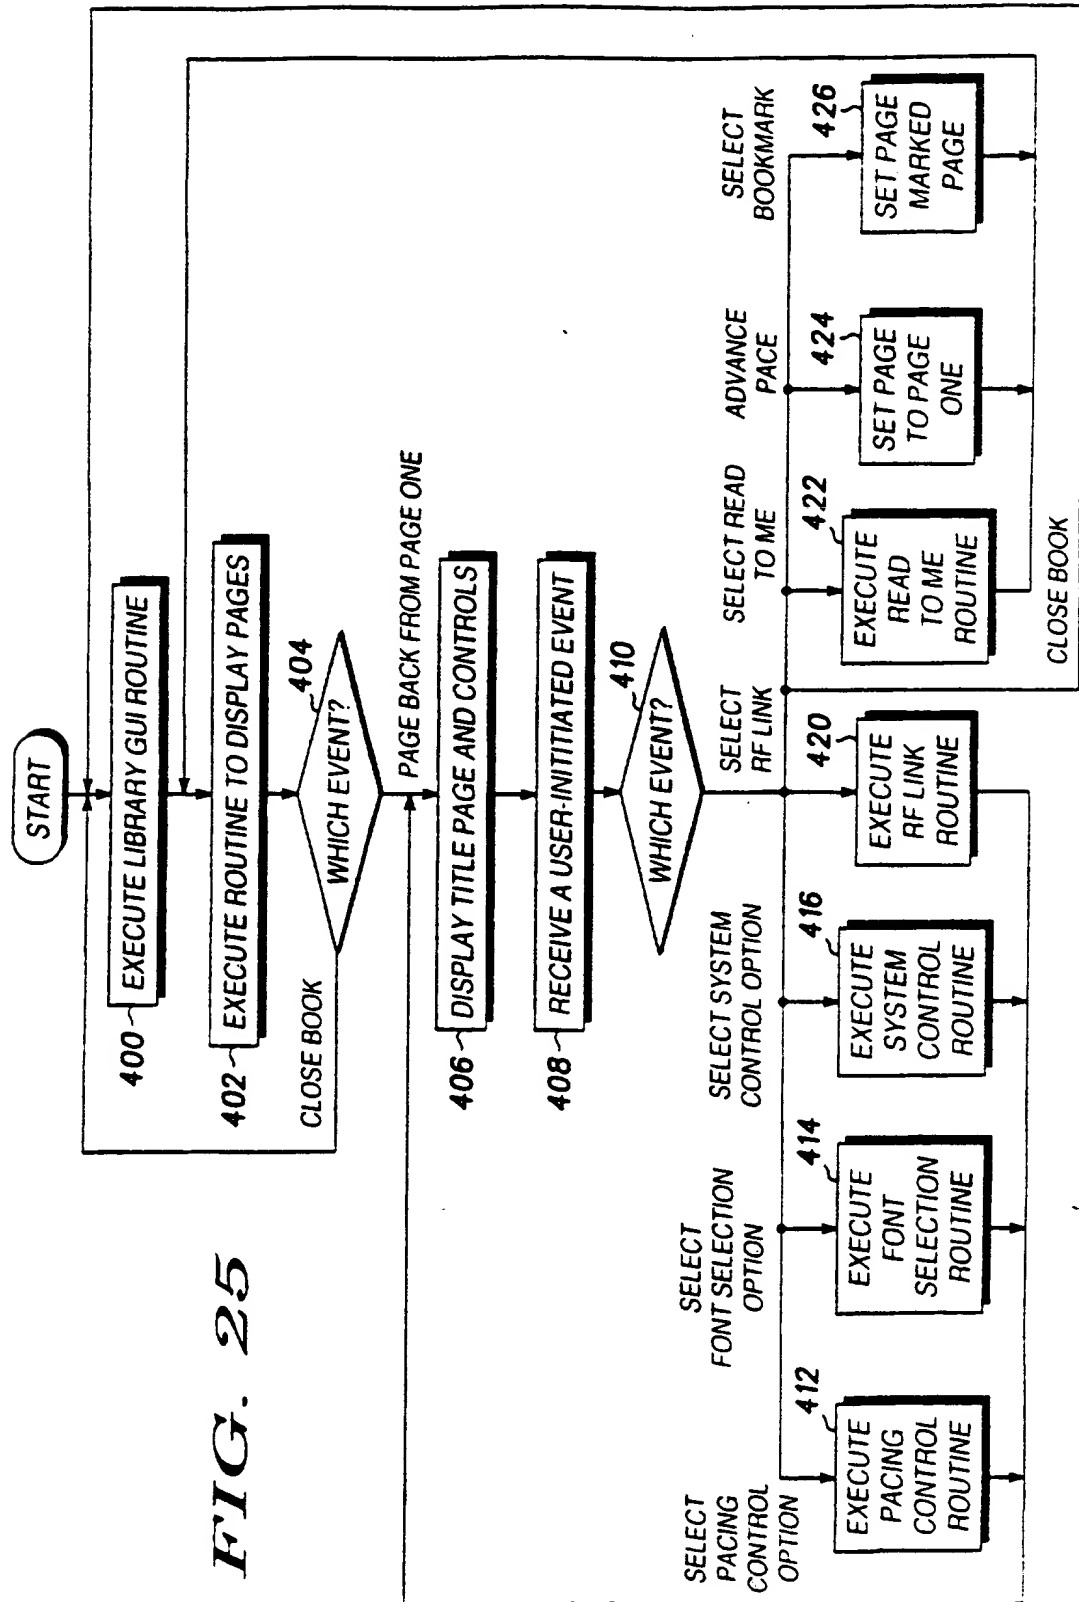 FIG. 25
START
400
EXECUTE LIBRARY GUI ROUTINE
402
EXECUTE ROUTINE TO DISPLAY PAGES
404
WHICH EVENT?
CLOSE BOOK
PAGE BACK FROM PAGE ONE
406
DISPLAY TITLE PAGE AND CONTROLS
408
RECEIVE A USER-INITITIATED EVENT
410
WHICH EVENT?
SELECT
PACING
CONTROL
OPTION
412
EXECUTE
PACING
CONTROL
ROUTINE
SELECT
FONT SELECTION
OPTION
414
EXECUTE
FONT
SELECTION
ROUTINE
SELECT SYSTEM
CONTROL OPTION
416
EXECUTE
SYSTEM
CONTROL
ROUTINE
SELECT
RF LINK
420
EXECUTE
RF LINK
ROUTINE
SELECT READ
TO ME
422
EXECUTE
READ
TO ME
ROUTINE
ADVANCE
PACE
424
SET PAGE
TO PAGE
ONE
SELECT
BOOKMARK
426
SET PAGE
MARKED
PAGE
CLOSE BOOK